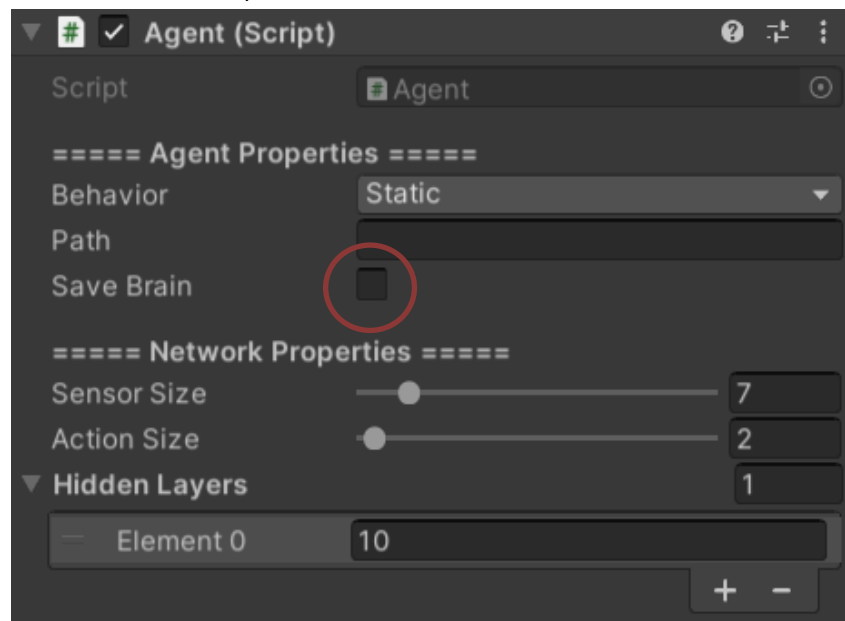 # Agent (Script)
Script # Agent
===== Agent Properties =====
Behavior Static
Path
Save Brain
===== Network Properties =====
Sensor Size 7
Action Size 2
Hidden Layers 1
Element 0 10
+ -